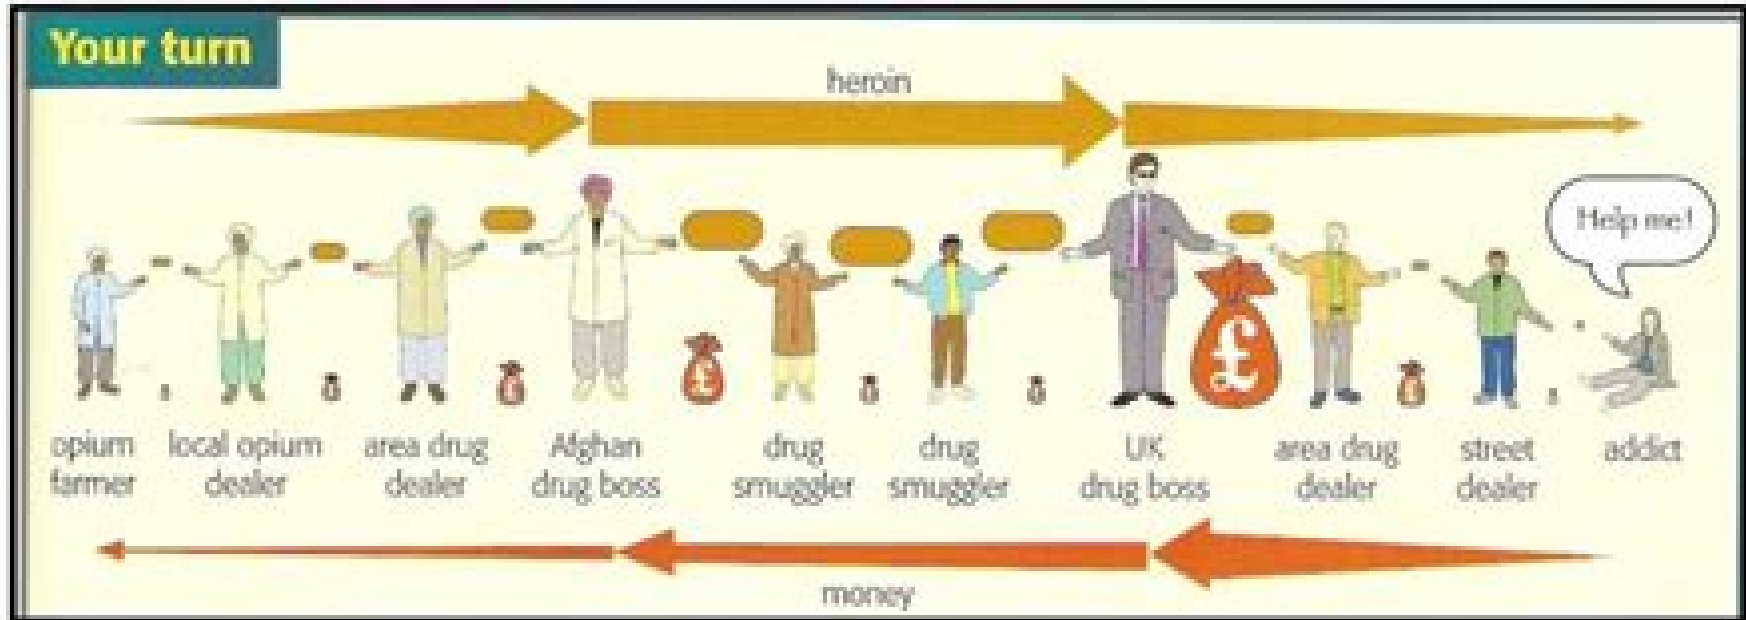 Your turn
heroin
Help me!
£
£
£
£
opium farmer
local opium dealer
area drug dealer
Afghan drug boss
drug smuggler
drug smuggler
UK drug boss
area drug dealer
street dealer
addict
money